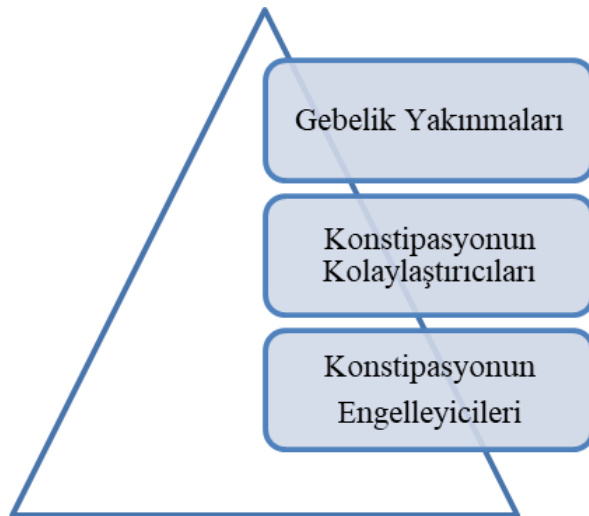 Gebelik Yakınmaları
Konstipasyonun
Kolaylaştırıcıları
Konstipasyonun
Engelleyicileri